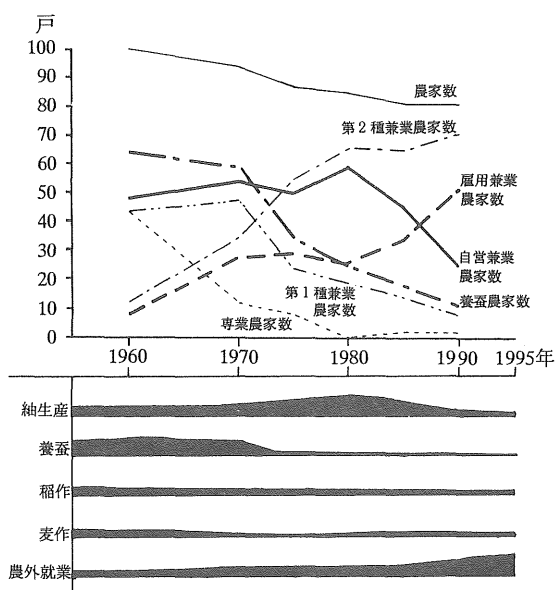 戸
100
90
80
70
60
50
40
30
20
10
0
農家数
第2種兼業農家数
雇用兼業
農家数
自営兼業
農家数
養蚕農家数
第1種兼業
農家数
専業農家数
1960
1970
1980
1990
1995年
紬生産
養蚕
稲作
麦作
農外就業